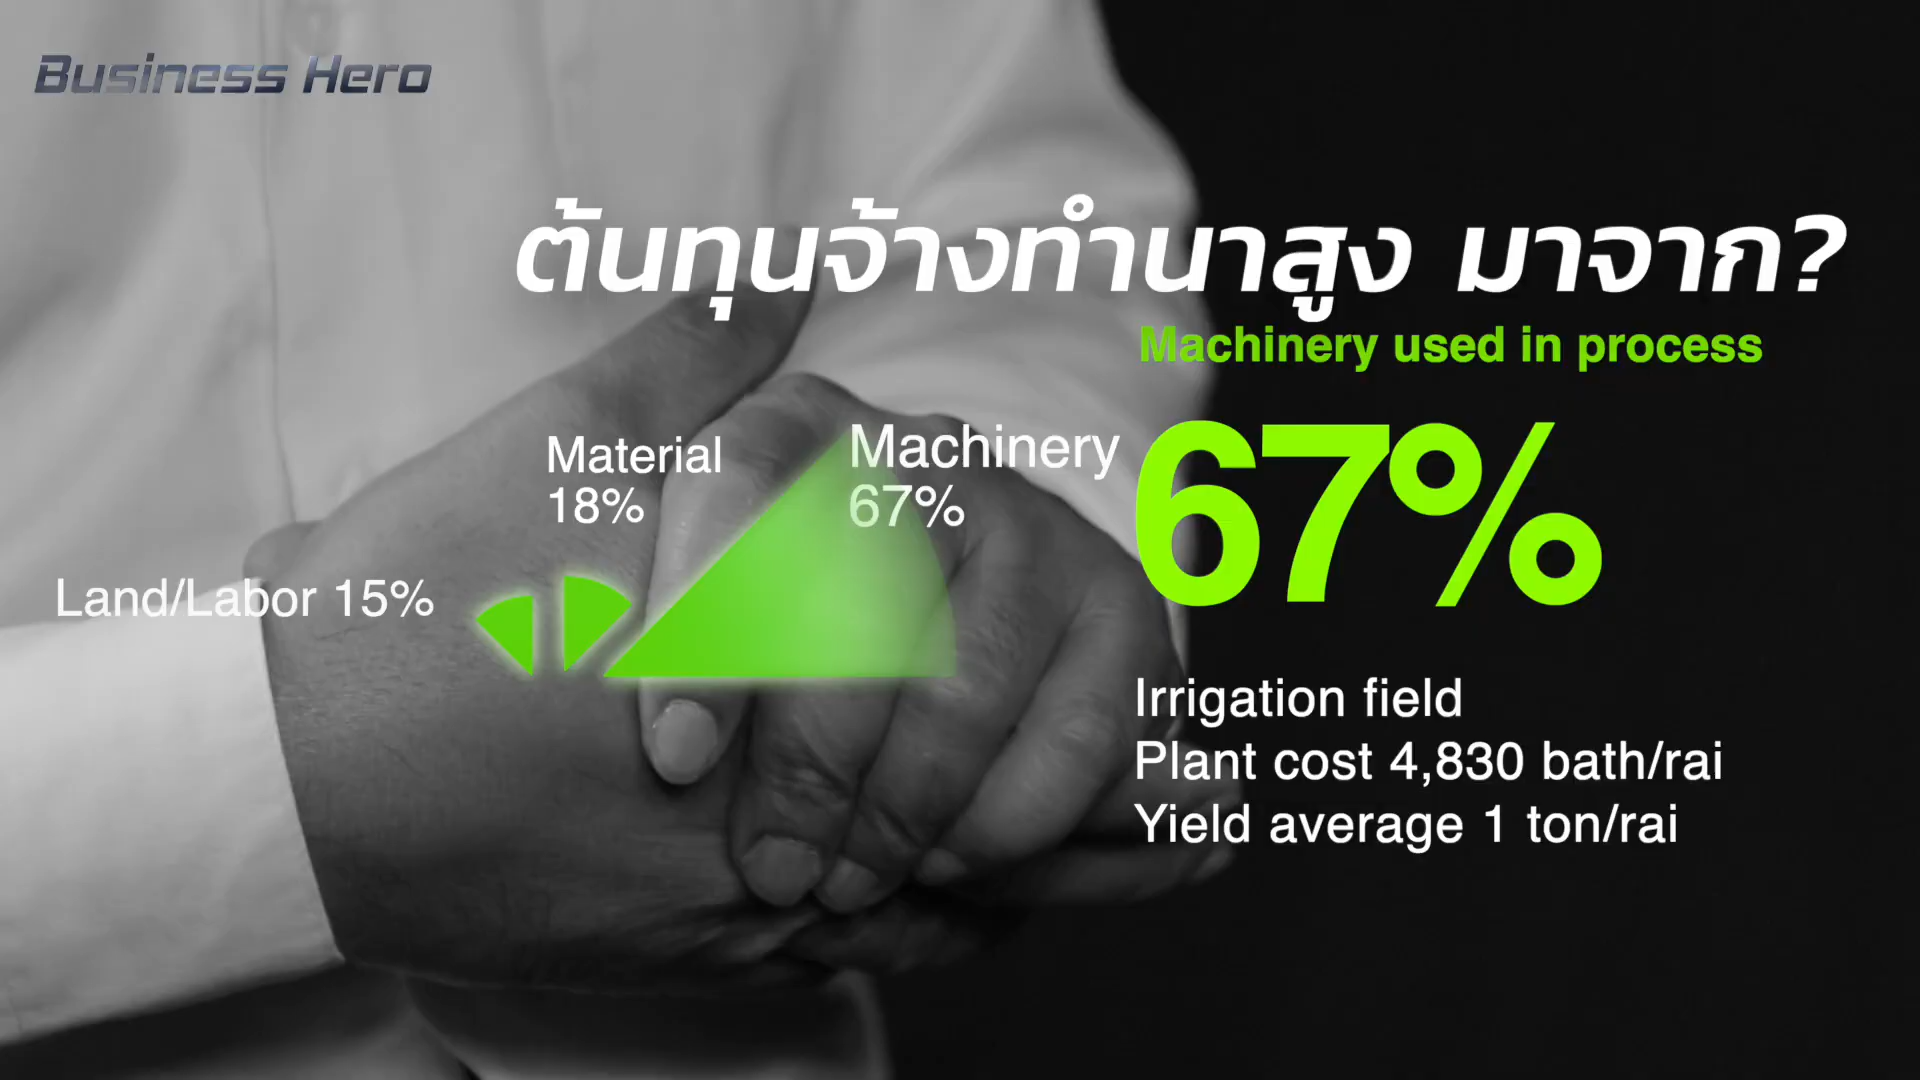 Business Hero
ต้นทุนจ้างทำนาสูง มาจาก?
Machinery used in process
Material
18%
Machinery
67%
67%
Land/Labor 15%
Irrigation field
Plant cost 4,830 bath/rai
Yield average 1 ton/rai